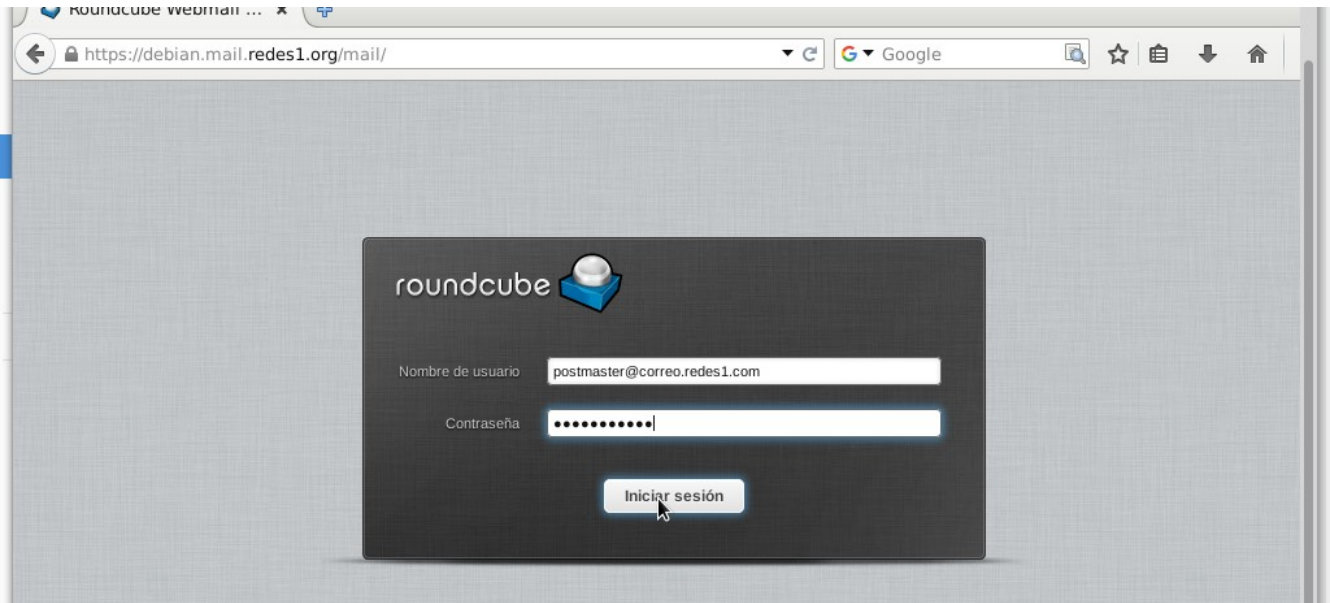 Roundcube Webmail ...
https://debian.mail.redes1.org/mail/
Google
roundcube
Nombre de usuario
postmaster@correo.redes1.com
Contraseña
•••••••••••
Iniciar sesión